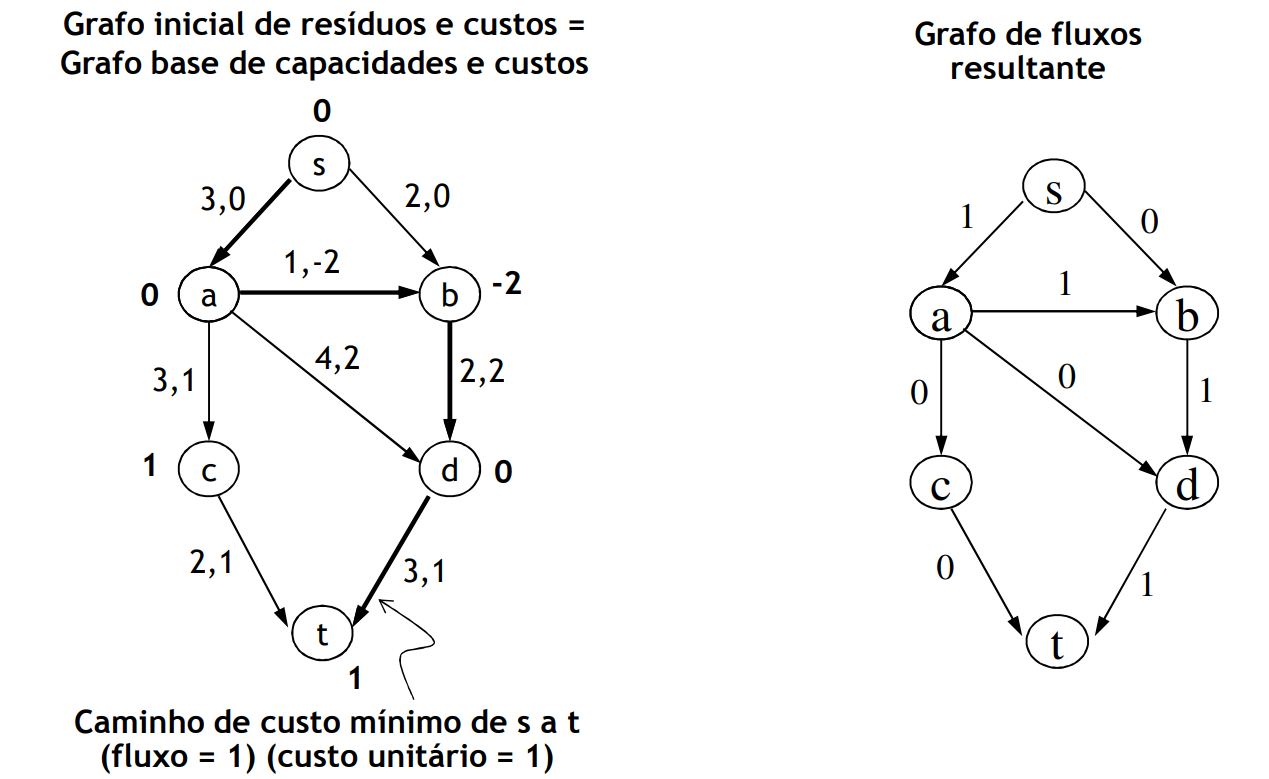 Grafo inicial de resíduos e custos =
Grafo base de capacidades e custos
0
s
3,0
2,0
1,-2
0
a
b
-2
3,1
4,2
2,2
1
c
d
0
2,1
3,1
t
1
Caminho de custo mínimo de s a t
(fluxo = 1) (custo unitário = 1)
Grafo de fluxos
resultante
s
1
0
1
a
b
0
0
1
c
d
0
1
t